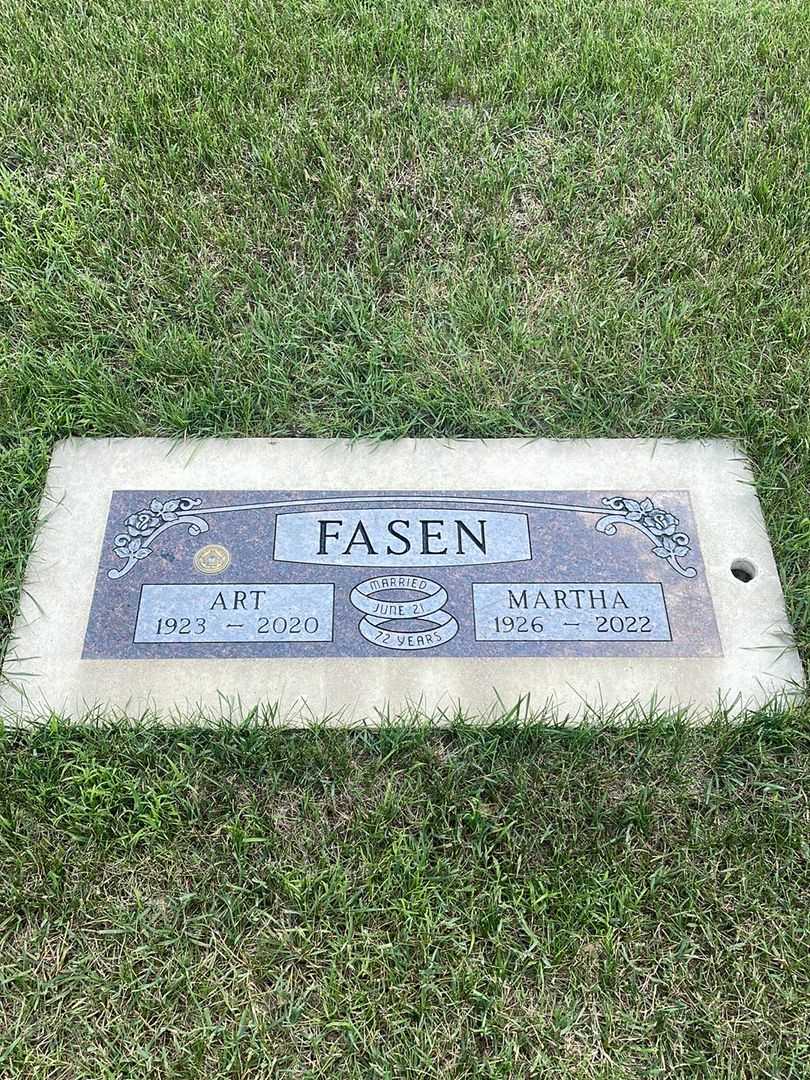 FASEN
ART
1923 – 2020
MARRIED
JUNE 21
72 YEARS
MARTHA
1926 – 2022